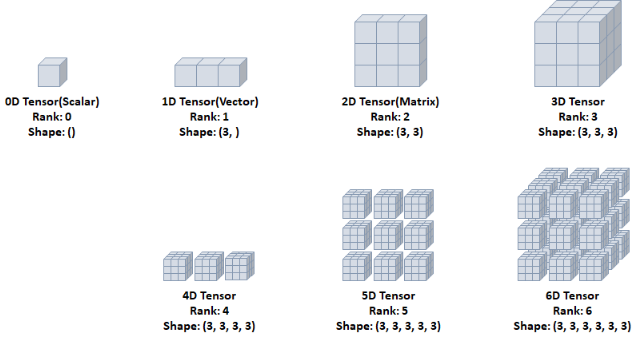 0D Tensor(Scalar)
Rank: 0
Shape: ()
1D Tensor(Vector)
Rank: 1
Shape: (3, )
2D Tensor(Matrix)
Rank: 2
Shape: (3, 3)
3D Tensor
Rank: 3
Shape: (3, 3, 3)
4D Tensor
Rank: 4
Shape: (3, 3, 3, 3)
5D Tensor
Rank: 5
Shape: (3, 3, 3, 3, 3)
6D Tensor
Rank: 6
Shape: (3, 3, 3, 3, 3, 3)